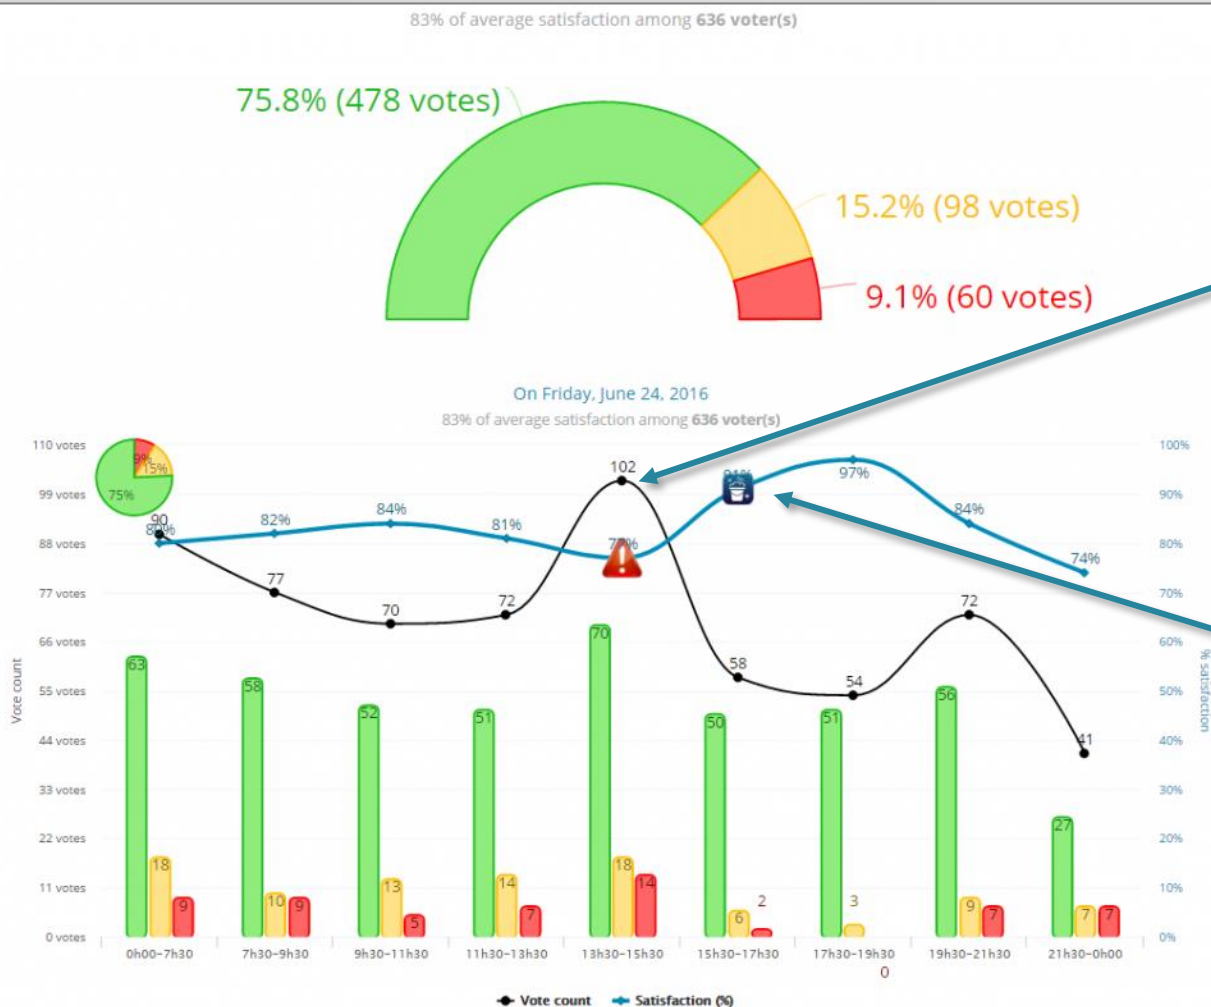 83% of average satisfaction among 636 voter(s)
75.8% (478 votes)
15.2% (98 votes)
9.1% (60 votes)
On Friday, June 24, 2016
83% of average satisfaction among 636 voter(s)
110 votes
99 votes
88 votes
77 votes
66 votes
55 votes
44 votes
33 votes
22 votes
11 votes
0 votes
Vote count
100%
90%
80%
70%
60%
50%
40%
30%
20%
10%
0%
% satisfaction
9%
15%
75%
90
77
70
72
102
58
54
72
41
80%
82%
84%
81%
91%
97%
84%
74%
63
18
9
58
10
9
52
13
5
51
14
7
70
18
14
50
6
2
51
3
0
56
9
7
27
7
7
0h00-7h30
7h30-9h30
9h30-11h30
11h30-13h30
13h30-15h30
15h30-17h30
17h30-19h30
19h30-21h30
21h30-0h00
Vote count
Satisfaction (%)